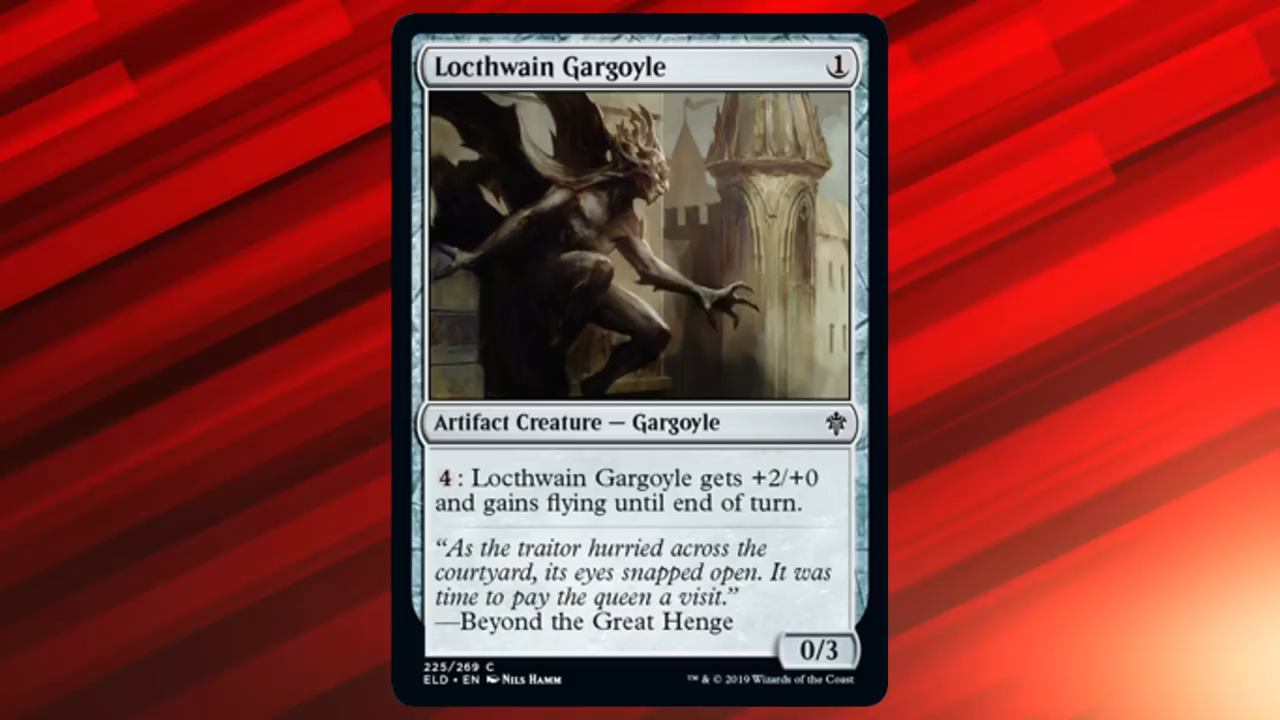 Locthwain Gargoyle 1
Artifact Creature — Gargoyle
4: Locthwain Gargoyle gets +2/+0
and gains flying until end of turn.
“As the traitor hurried across the
courtyard, its eyes snapped open. It was
time to pay the queen a visit.”
—Beyond the Great Henge
0/3
225/269 C
ELD • EN Nils Hamm
™ & © 2019 Wizards of the Coast